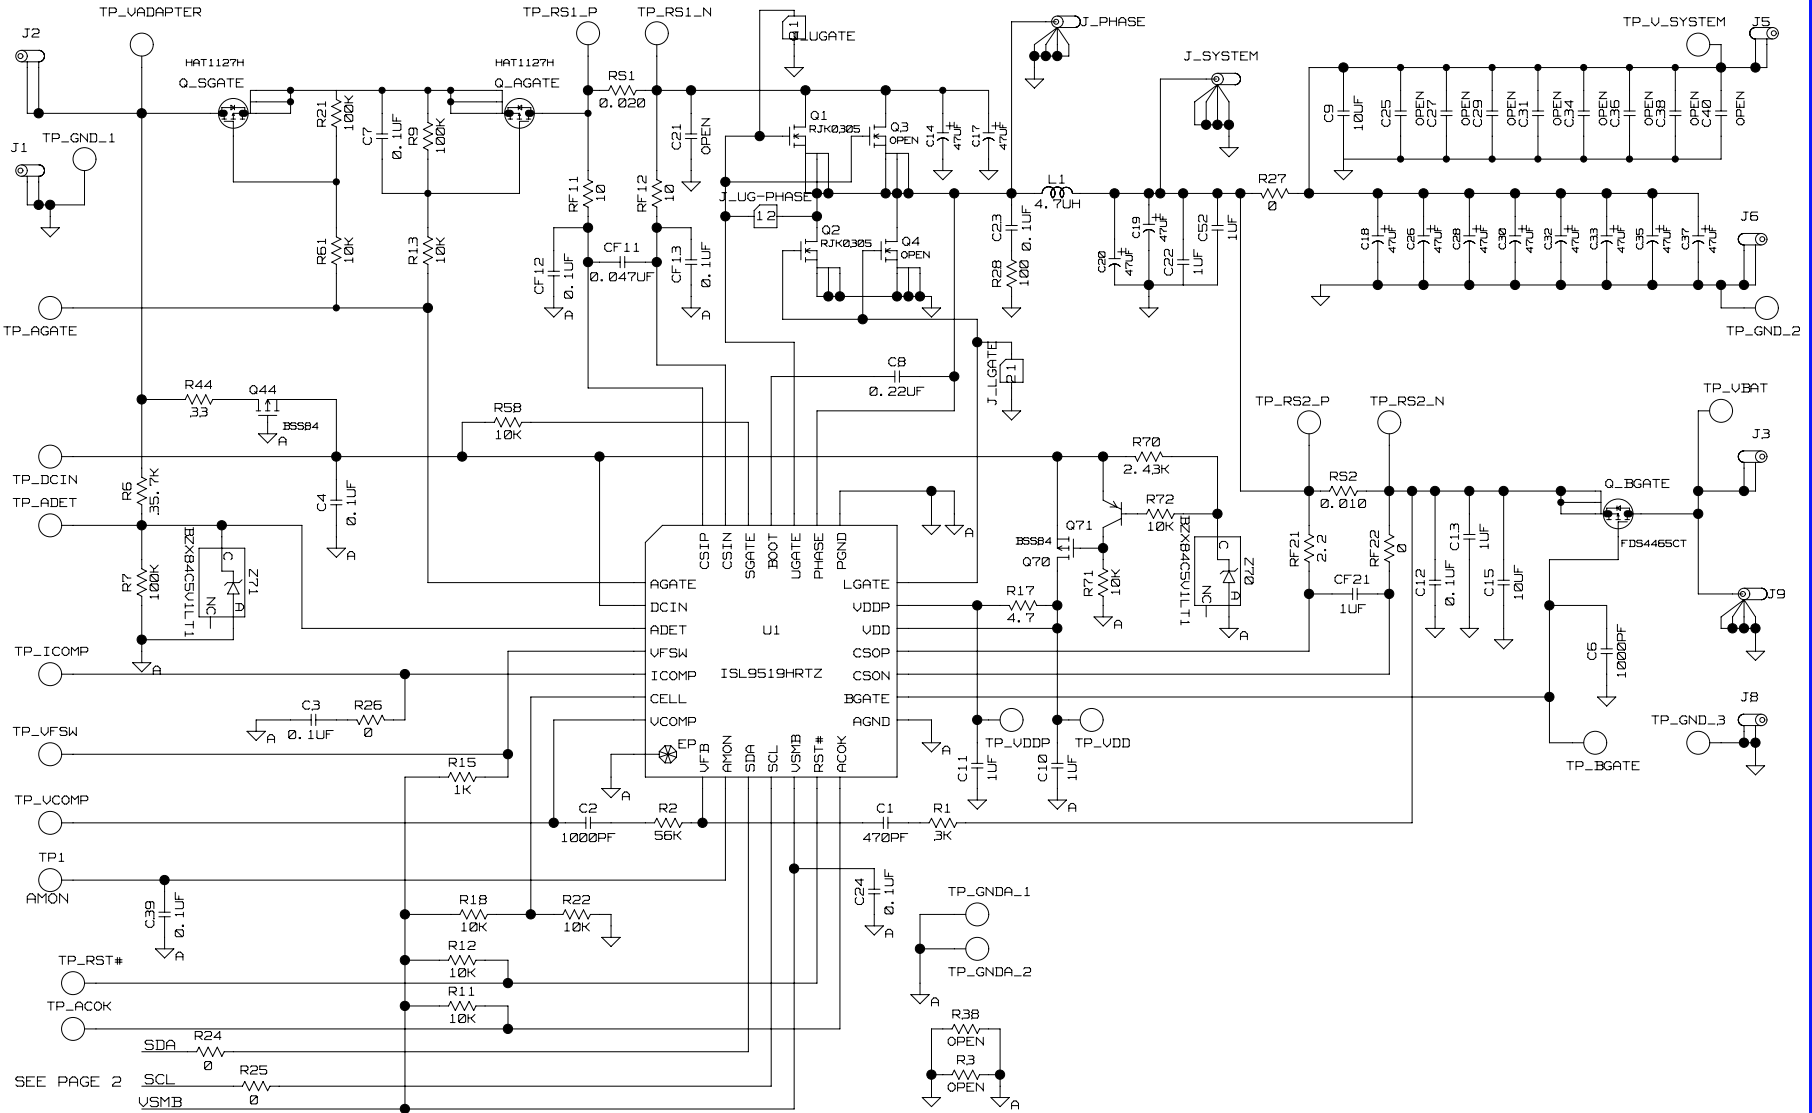 TP_VADAPTER
TP_RS1_P
TP_RS1_N
J_UGATE
J_PHASE
TP_V_SYSTEM
J5
J2
HAT1127H
HAT1127H
RS1
J_SYSTEM
Q_SGATE
Q_AGATE
0.020
R21
100K
C7
0.1UF
R9
100K
C21
OPEN
Q1
RJK0305
Q3
OPEN
C14
47UF
C17
47UF
C9
10UF
C25
OPEN
C27
OPEN
C29
OPEN
C31
OPEN
C34
OPEN
C36
OPEN
C38
OPEN
C40
OPEN
TP_GND_1
J1
RF11
10
RF12
10
J_UG-PHASE
12
L1
4.7UH
R27
0
R61
10K
R13
10K
CF12
0.1UF
CF11
0.047UF
CF13
0.1UF
Q2
RJK0305
Q4
OPEN
C23
0.1UF
R28
100
C20
47UF
C19
47UF
C22
1UF
C52
1UF
C18
47UF
C26
47UF
C28
47UF
C30
47UF
C32
47UF
C33
47UF
C35
47UF
C37
47UF
J6
A
A
TP_AGATE
TP_GND_2
J_LGATE
21
C8
0.22UF
R44
33
Q44
BSS84
A
R58
10K
TP_RS2_P
TP_RS2_N
TP_VBAT
R70
2.43K
J3
TP_DCIN
R6
35.7K
C4
0.1UF
A
RS2
0.010
Q_BGATE
FDS4465CT
TP_ADET
R72
10K
BZX84C5V1LT1
C
Z71
A
NC
R7
100K
A
A
CSIP
CSIN
SGATE
BOOT
UGATE
PHASE
PGND
Q71
BSS84
Q70
R71
10K
A
BZX84C5V1LT1
C
Z70
A
NC
A
RF21
2.2
RF22
0
CF21
1UF
C12
0.1UF
C13
1UF
C15
10UF
J9
AGATE
DCIN
ADET
VFSW
ICOMP
CELL
VCOMP
EP
U1
ISL9519HRTZ
LGATE
VDDP
VDD
CSOP
CSON
BGATE
AGND
R17
4.7
C6
1000PF
TP_ICOMP
C3
0.1UF
R26
0
A
A
A
TP_VDDP
TP_VDD
TP_GND_3
J8
TP_BGATE
TP_VFSW
VFB
AMON
SDA
SCL
VSMB
RST#
ACOK
C11
1UF
C10
1UF
A
R15
1K
TP_VCOMP
C2
1000PF
R2
56K
C1
470PF
R1
3K
TP1
AMON
C39
0.1UF
A
C24
0.1UF
A
R18
10K
R22
10K
TP_GNDA_1
TP_GNDA_2
A
R12
10K
TP_RST#
R11
10K
TP_ACOK
R38
OPEN
R3
OPEN
A
SDA
R24
0
SEE PAGE 2
SCL
R25
0
VSMB